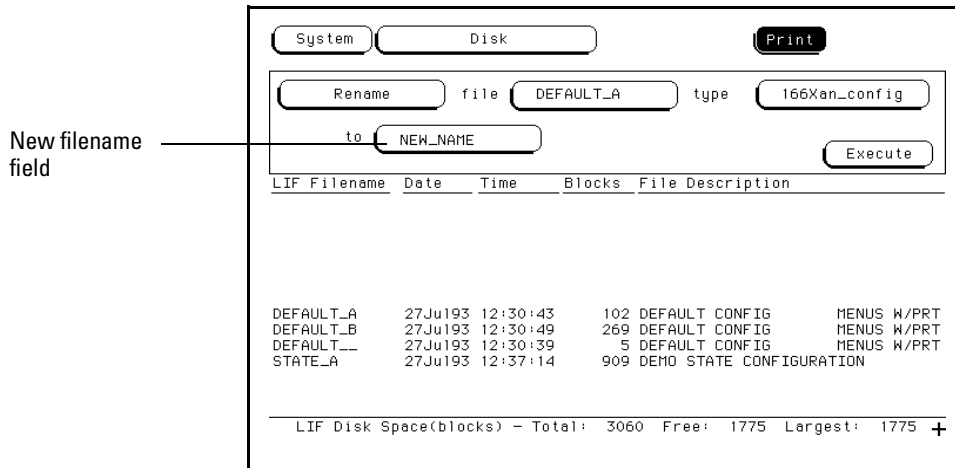 System Disk Print
Rename file DEFAULT_A type 166Xan_config
New filename field
to NEW_NAME
Execute
LIF Filename Date Time Blocks File Description
DEFAULT_A 27Jul93 12:30:43 102 DEFAULT CONFIG MENUS W/PRT
DEFAULT_B 27Jul93 12:30:49 269 DEFAULT CONFIG MENUS W/PRT
DEFAULT__ 27Jul93 12:30:39 5 DEFAULT CONFIG MENUS W/PRT
STATE_A 27Jul93 12:37:14 909 DEMO STATE CONFIGURATION
LIF Disk Space(blocks) – Total: 3060 Free: 1775 Largest: 1775 +